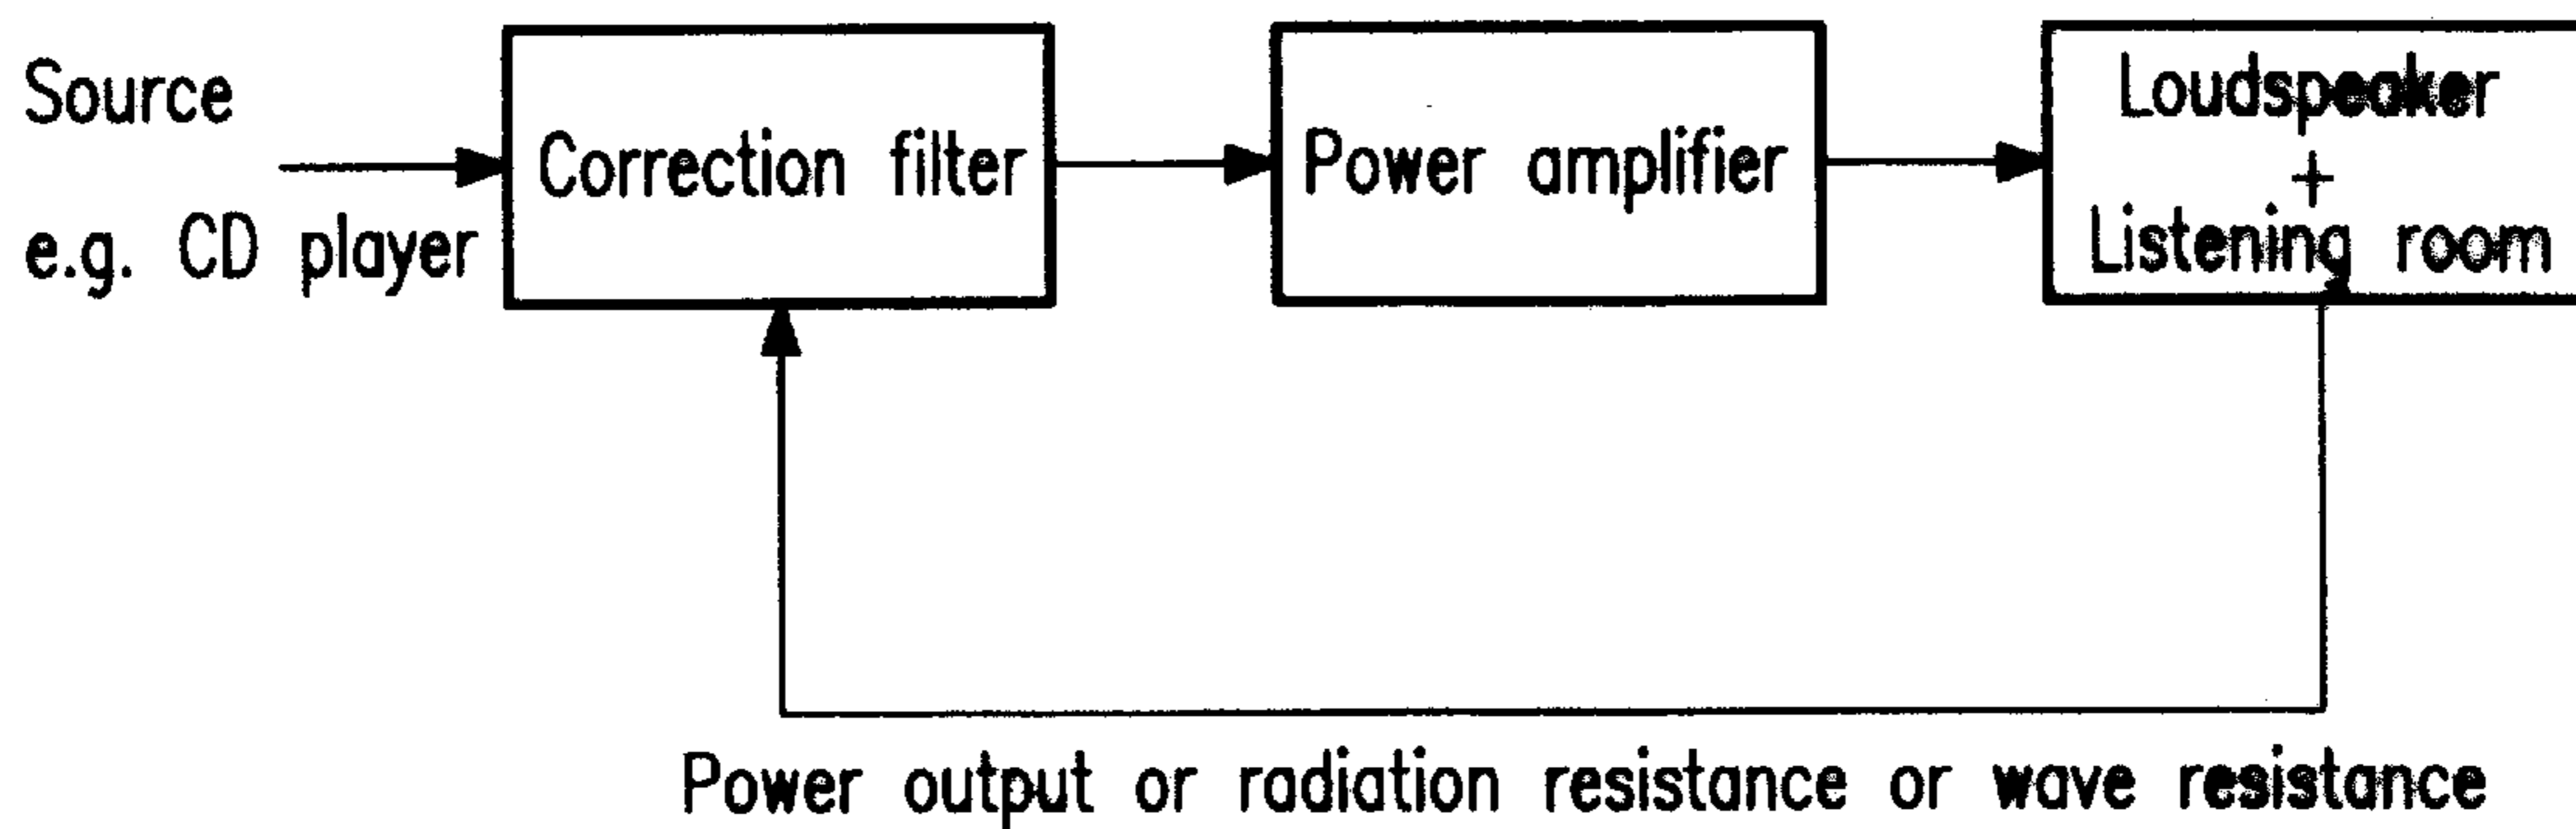 Source
e.g. CD player
Correction filter
Power amplifier
Loudspeaker
+
Listening room
Power output or radiation resistance or wave resistance